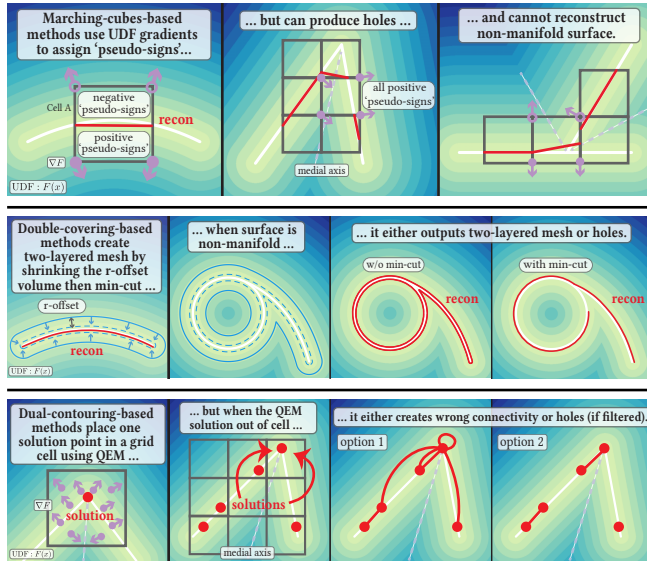 Marching-cubes-based
methods use UDF gradients
to assign ‘pseudo-signs’...
Cell A
negative
‘pseudo-signs’
recon
positive
‘pseudo-signs’
∇F
UDF : F(x)
... but can produce holes ...
all positive
‘pseudo-signs’
medial axis
... and cannot reconstruct
non-manifold surface.
Double-covering-based
methods create
two-layered mesh by
shrinking the r-offset
volume then min-cut ...
r-offset
recon
UDF : F(x)
... when surface is
non-manifold ...
... it either outputs two-layered mesh or holes.
w/o min-cut
recon
with min-cut
Dual-contouring-based
methods place one
solution point in a grid
cell using QEM ...
∇F
solution
UDF : F(x)
... but when the QEM
solution out of cell ...
solutions
medial axis
... it either creates wrong connectivity or holes (if filtered).
option 1
option 2